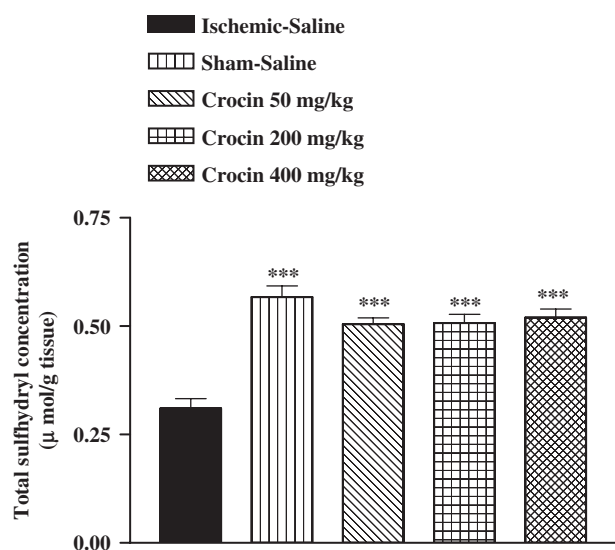 Ischemic-Saline
Sham-Saline
Crocin 50 mg/kg
Crocin 200 mg/kg
Crocin 400 mg/kg
Total sulfhydryl concentration
(μ mol/g tissue)
0.75
0.50
0.25
0.00
***
***
***
***